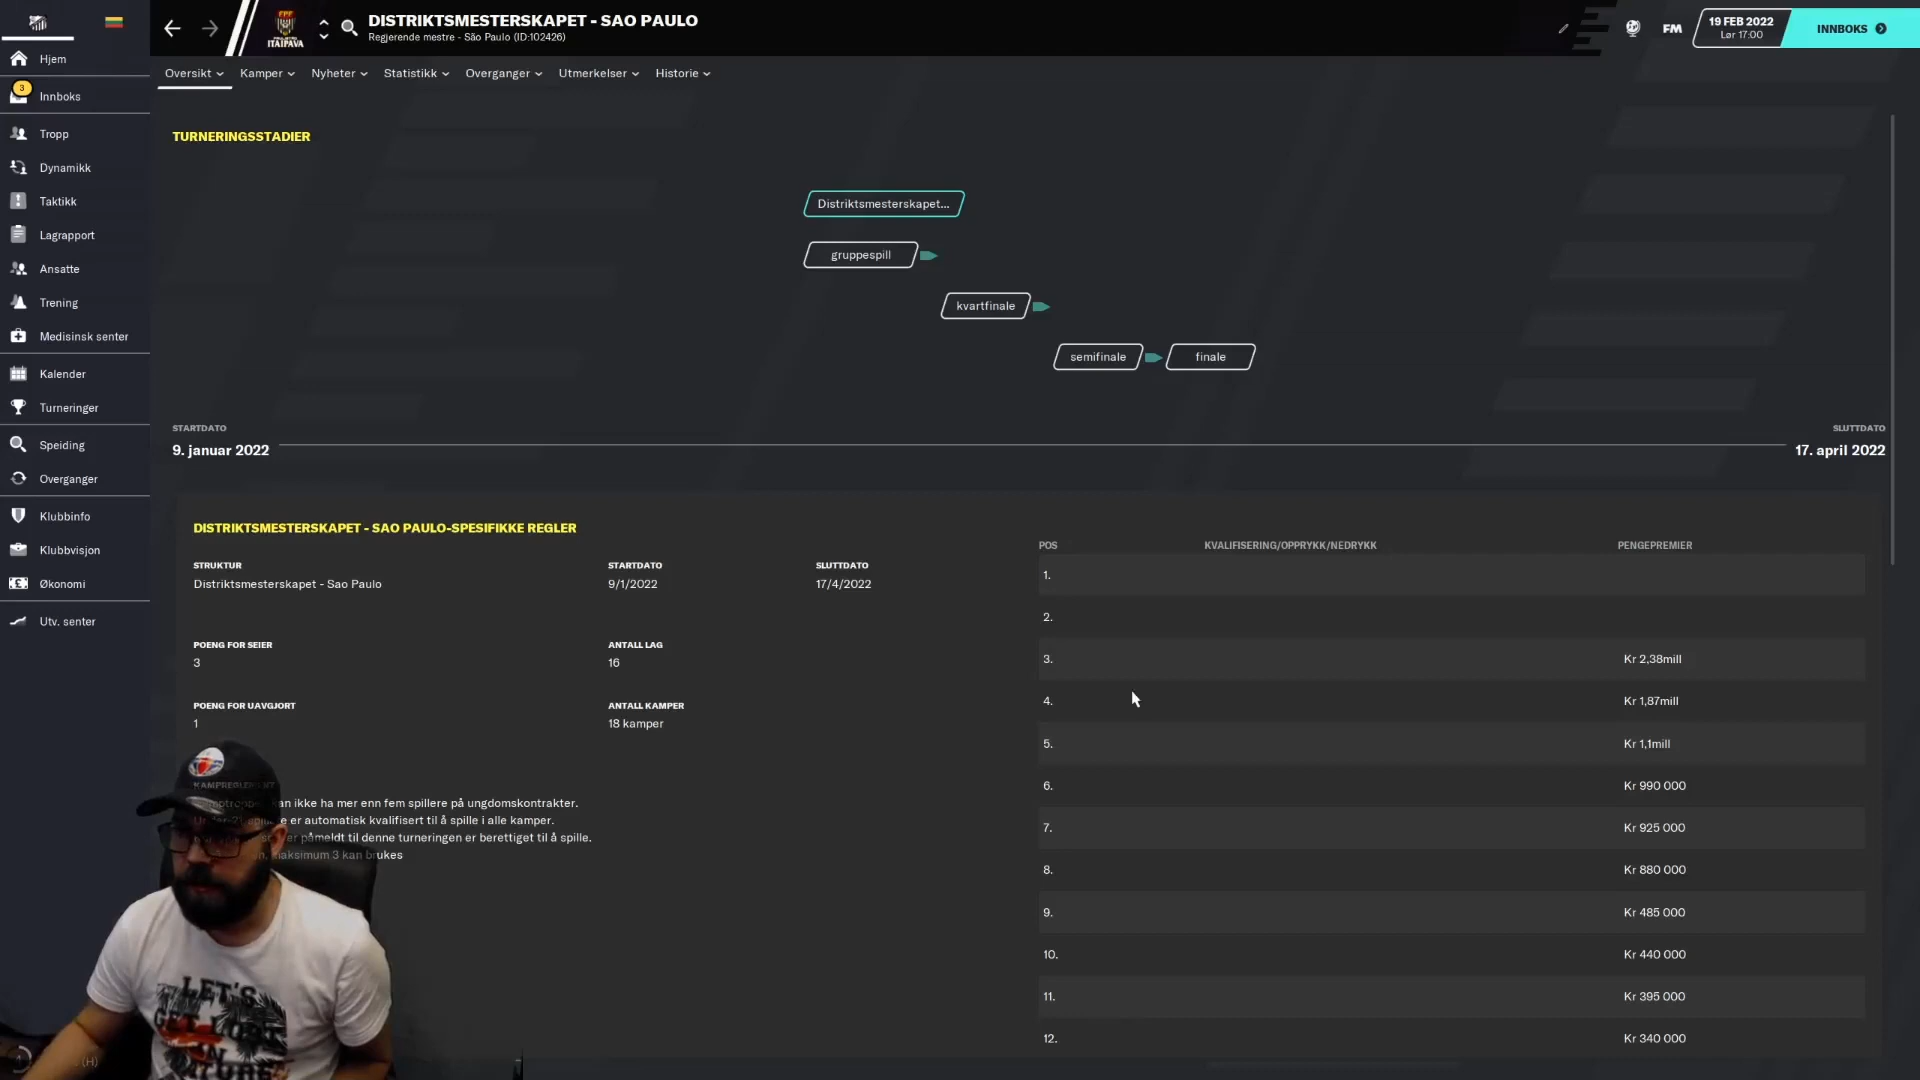 DISTRIKTSMESTERSKAPET - SAO PAULO
Regjerende mestre - São Paulo (ID:102426)
FPF
ITAIPAVA
FM
19 FEB 2022
Lør 17:00
INNBOKS
Oversikt
Kamper
Nyheter
Statistikk
Overganger
Utmerkelser
Historie
Hjem
3
Innboks
Tropp
Dynamikk
Taktikk
Lagrapport
Ansatte
Trening
Medisinsk senter
Kalender
Turneringer
Speiding
Overganger
Klubbinfo
Klubbvisjon
Økonomi
Utv. senter
TURNERINGSSTADIER
Distriktsmesterskapet...
gruppespill
kvartfinale
semifinale
finale
STARTDATO
9. januar 2022
SLUTTDATO
17. april 2022
DISTRIKTSMESTERSKAPET - SAO PAULO-SPESIFIKKE REGLER
STRUKTUR
Distriktsmesterskapet - Sao Paulo
STARTDATO
9/1/2022
SLUTTDATO
17/4/2022
POENG FOR SEIER
3
ANTALL LAG
16
POENG FOR UAVGJORT
1
ANTALL KAMPER
18 kamper
kan ikke ha mer enn fem spillere på ungdomskontrakter.
er automatisk kvalifisert til å spille i alle kamper.
er påmeldt til denne turneringen er berettiget til å spille.
maksimum 3 kan brukes
POS KVALIFISERING/OPPRYKK/NEDRYKK PENGEPREMIER
1.
2.
3. Kr 2,38mill
4. Kr 1,87mill
5. Kr 1,1mill
6. Kr 990 000
7. Kr 925 000
8. Kr 880 000
9. Kr 485 000
10. Kr 440 000
11. Kr 395 000
12. Kr 340 000
LET'S
GET LOST
IN
(H)